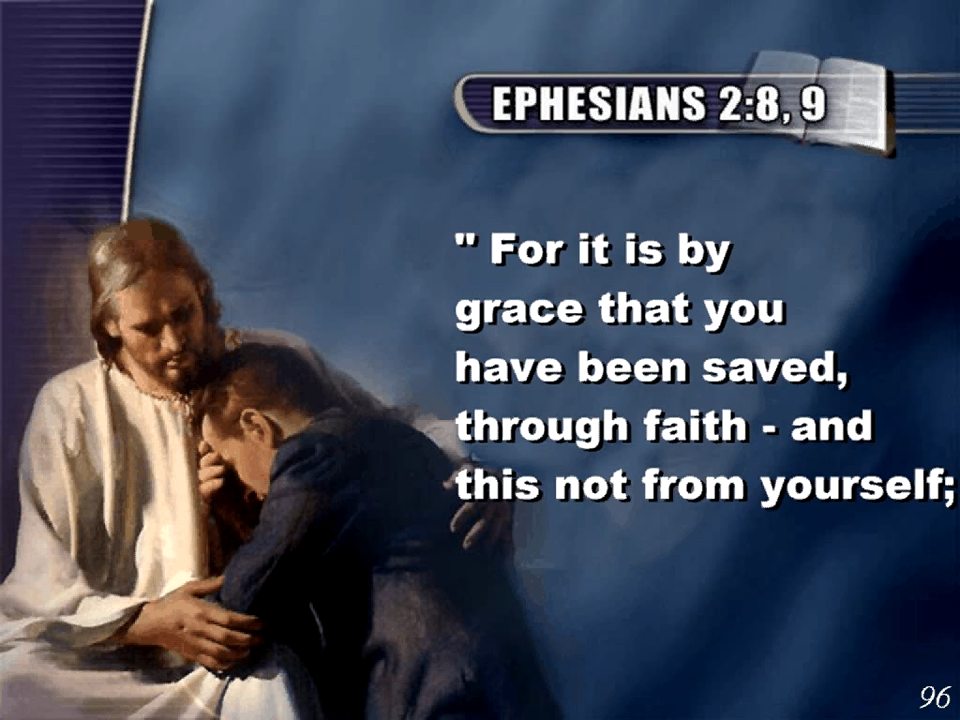 EPHESIANS 2:8, 9
" For it is by
grace that you
have been saved,
through faith - and
this not from yourself;
96